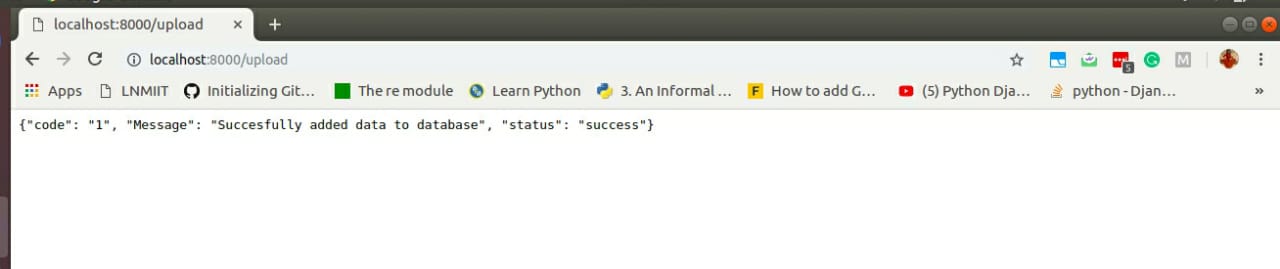 localhost:8000/upload
localhost:8000/upload
5
M
Apps LNMIIT Initializing Git… The re module Learn Python 3. An Informal … F How to add G… (5) Python Dja… python - Djan… »
{"code": "1", "Message": "Succesfully added data to database", "status": "success"}